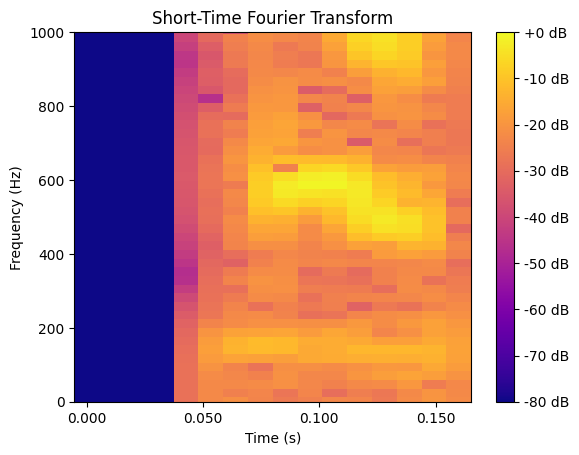 Short-Time Fourier Transform
1000
800
600
400
200
0
Frequency (Hz)
0.000
0.050
0.100
0.150
Time (s)
+0 dB
-10 dB
-20 dB
-30 dB
-40 dB
-50 dB
-60 dB
-70 dB
-80 dB